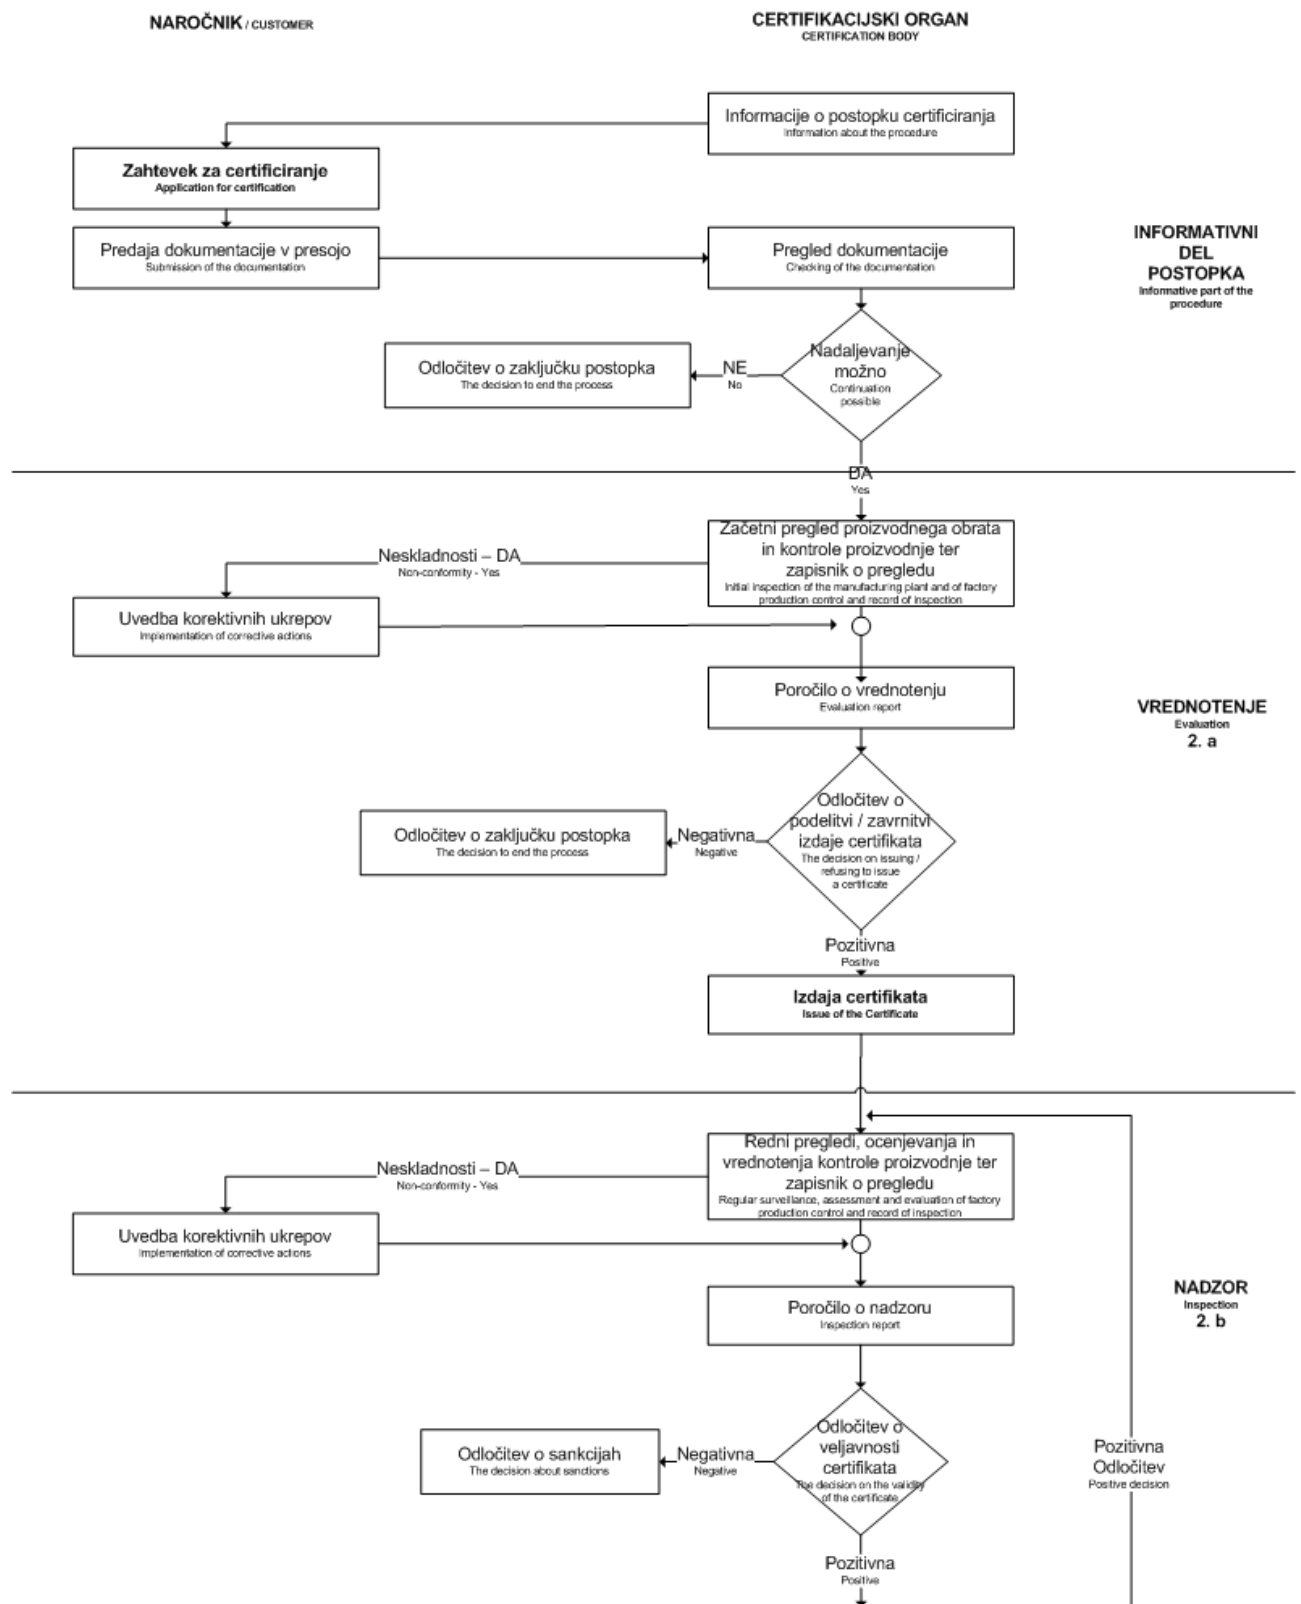 NAROČNIK / CUSTOMER
CERTIFIKACIJSKI ORGAN
CERTIFICATION BODY
Informacije o postopku certificiranja
Information about the procedure
Zahtevek za certificiranje
Application for certification
Predaja dokumentacije v presojo
Submission of the documentation
Pregled dokumentacije
Checking of the documentation
INFORMATIVNI
DEL
POSTOPKA
Informative part of the
procedure
Nadaljevanje
možno
Continuation
possible
NE
No
Odločitev o zaključku postopka
The decision to end the process
DA
Yes
Začetni pregled proizvodnega obrata
in kontrole proizvodnje ter
zapisnik o pregledu
Initial inspection of the manufacturing plant and of factory
production control and record of inspection
Neskladnosti – DA
Non-conformity - Yes
Uvedba korektivnih ukrepov
Implementation of corrective actions
Poročilo o vrednotenju
Evaluation report
VREDNOTENJE
Evaluation
2. a
Odločitev o
podelitvi / zavrnitvi
izdaje certifikata
The decision on issuing /
refusing to issue
a certificate
Negativna
Negative
Odločitev o zaključku postopka
The decision to end the process
Pozitivna
Positive
Izdaja certifikata
Issue of the Certificate
Redni pregledi, ocenjevanja in
vrednotenja kontrole proizvodnje ter
zapisnik o pregledu
Regular surveillance, assessment and evaluation of factory
production control and record of inspection
Neskladnosti – DA
Non-conformity - Yes
Uvedba korektivnih ukrepov
Implementation of corrective actions
Poročilo o nadzoru
Inspection report
NADZOR
Inspection
2. b
Odločitev o
veljavnosti
certifikata
The decision on the validity
of the certificate
Negativna
Negative
Odločitev o sankcijah
The decision about sanctions
Pozitivna
Odločitev
Positive decision
Pozitivna
Positive